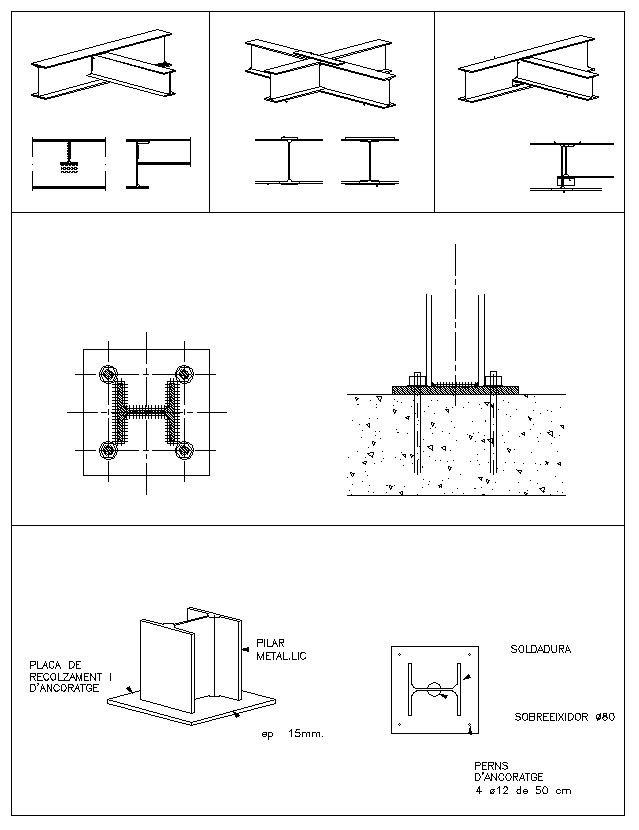 PLACA DE
RECOLZAMENT I
D'ANCORATGE
PILAR
METAL.LIC
ep 15mm.
SOLDADURA
SOBREEIXIDOR ø80
PERNS
D'ANCORATGE
4 ø12 de 50 cm